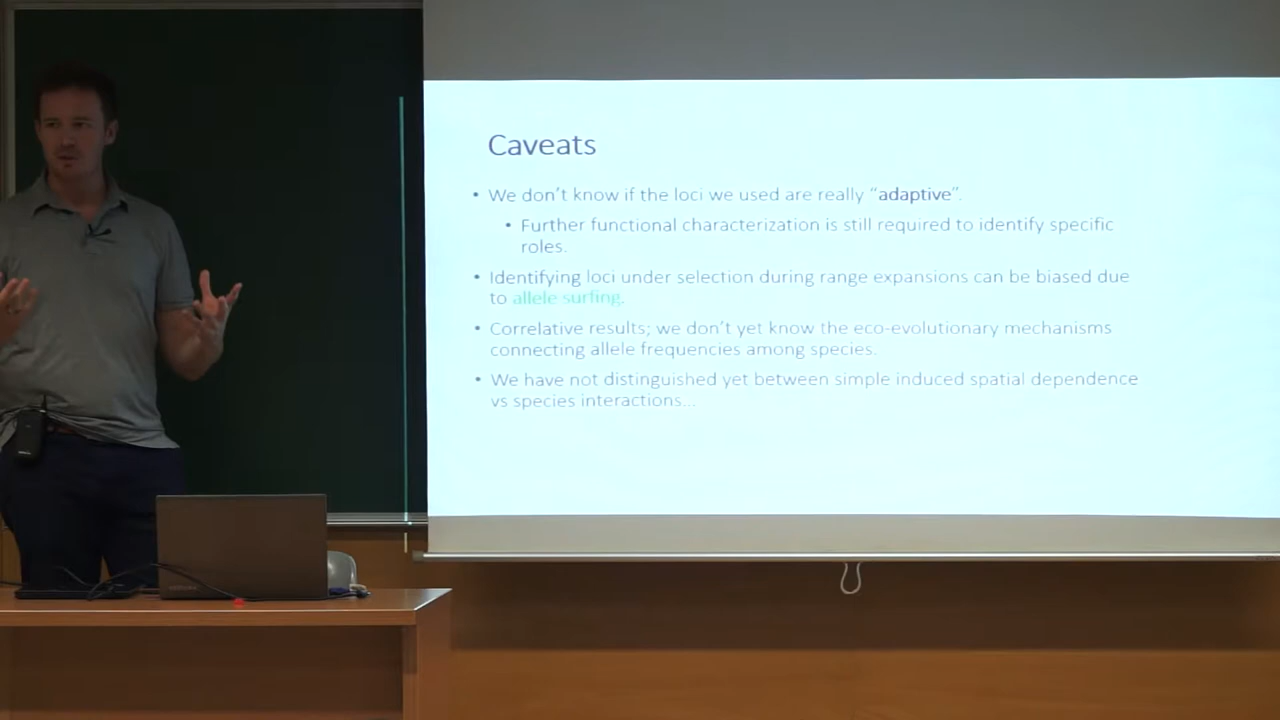 Caveats
• We don't know if the loci we used are really "adaptive".
• Further functional characterization is still required to identify specific
roles.
• Identifying loci under selection during range expansions can be biased due
to allele surfing.
• Correlative results; we don't yet know the eco-evolutionary mechanisms
connecting allele frequencies among species.
• We have not distinguished yet between simple induced spatial dependence
vs species interactions...